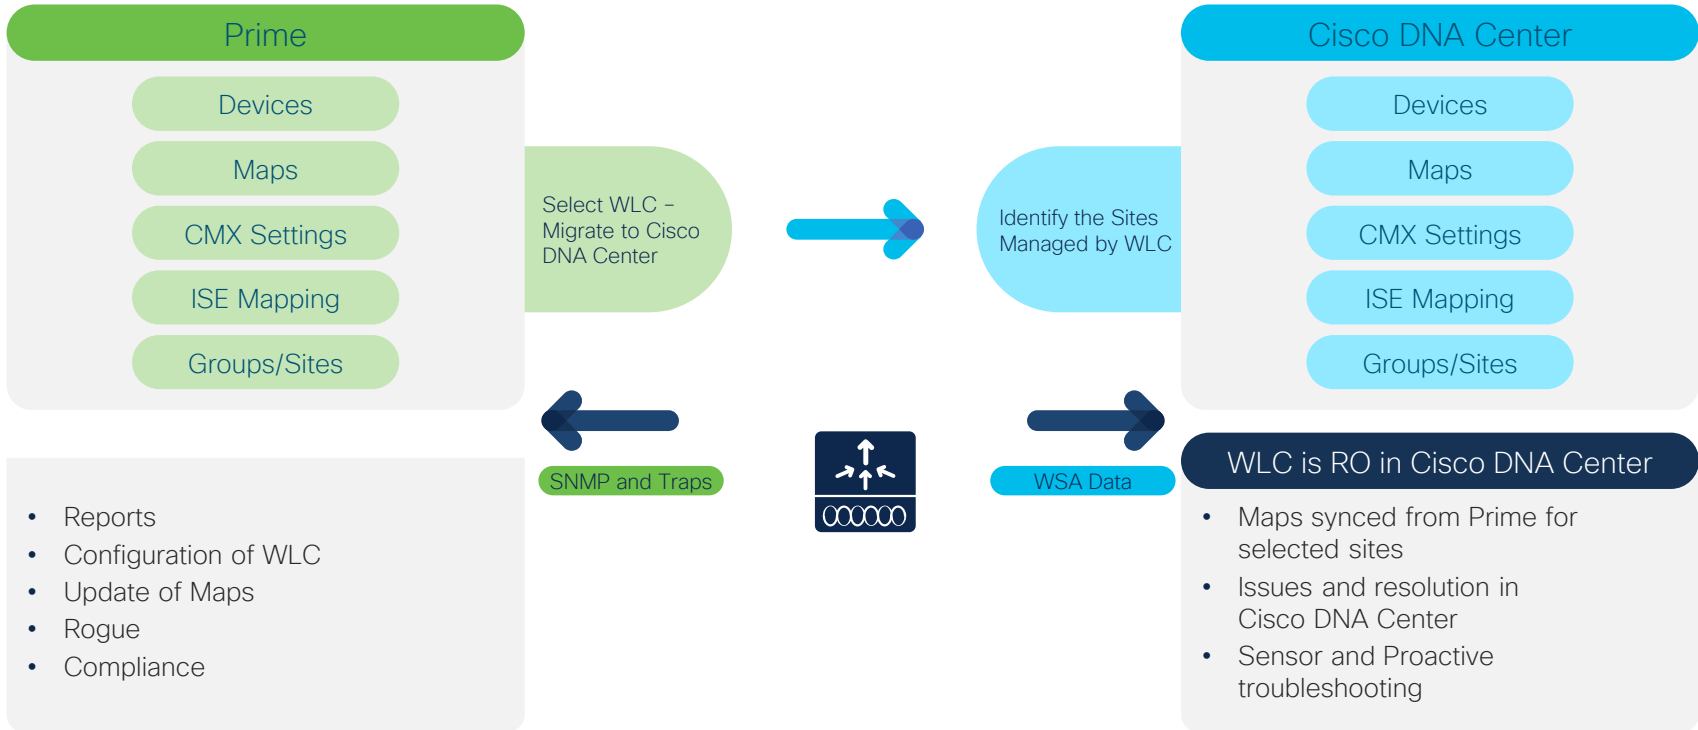 Prime
Devices
Maps
CMX Settings
ISE Mapping
Groups/Sites
Select WLC –
Migrate to Cisco
DNA Center
Identify the Sites
Managed by WLC
Cisco DNA Center
Devices
Maps
CMX Settings
ISE Mapping
Groups/Sites
SNMP and Traps
WSA Data
• Reports
• Configuration of WLC
• Update of Maps
• Rogue
• Compliance
WLC is RO in Cisco DNA Center
• Maps synced from Prime for
selected sites
• Issues and resolution in
Cisco DNA Center
• Sensor and Proactive
troubleshooting